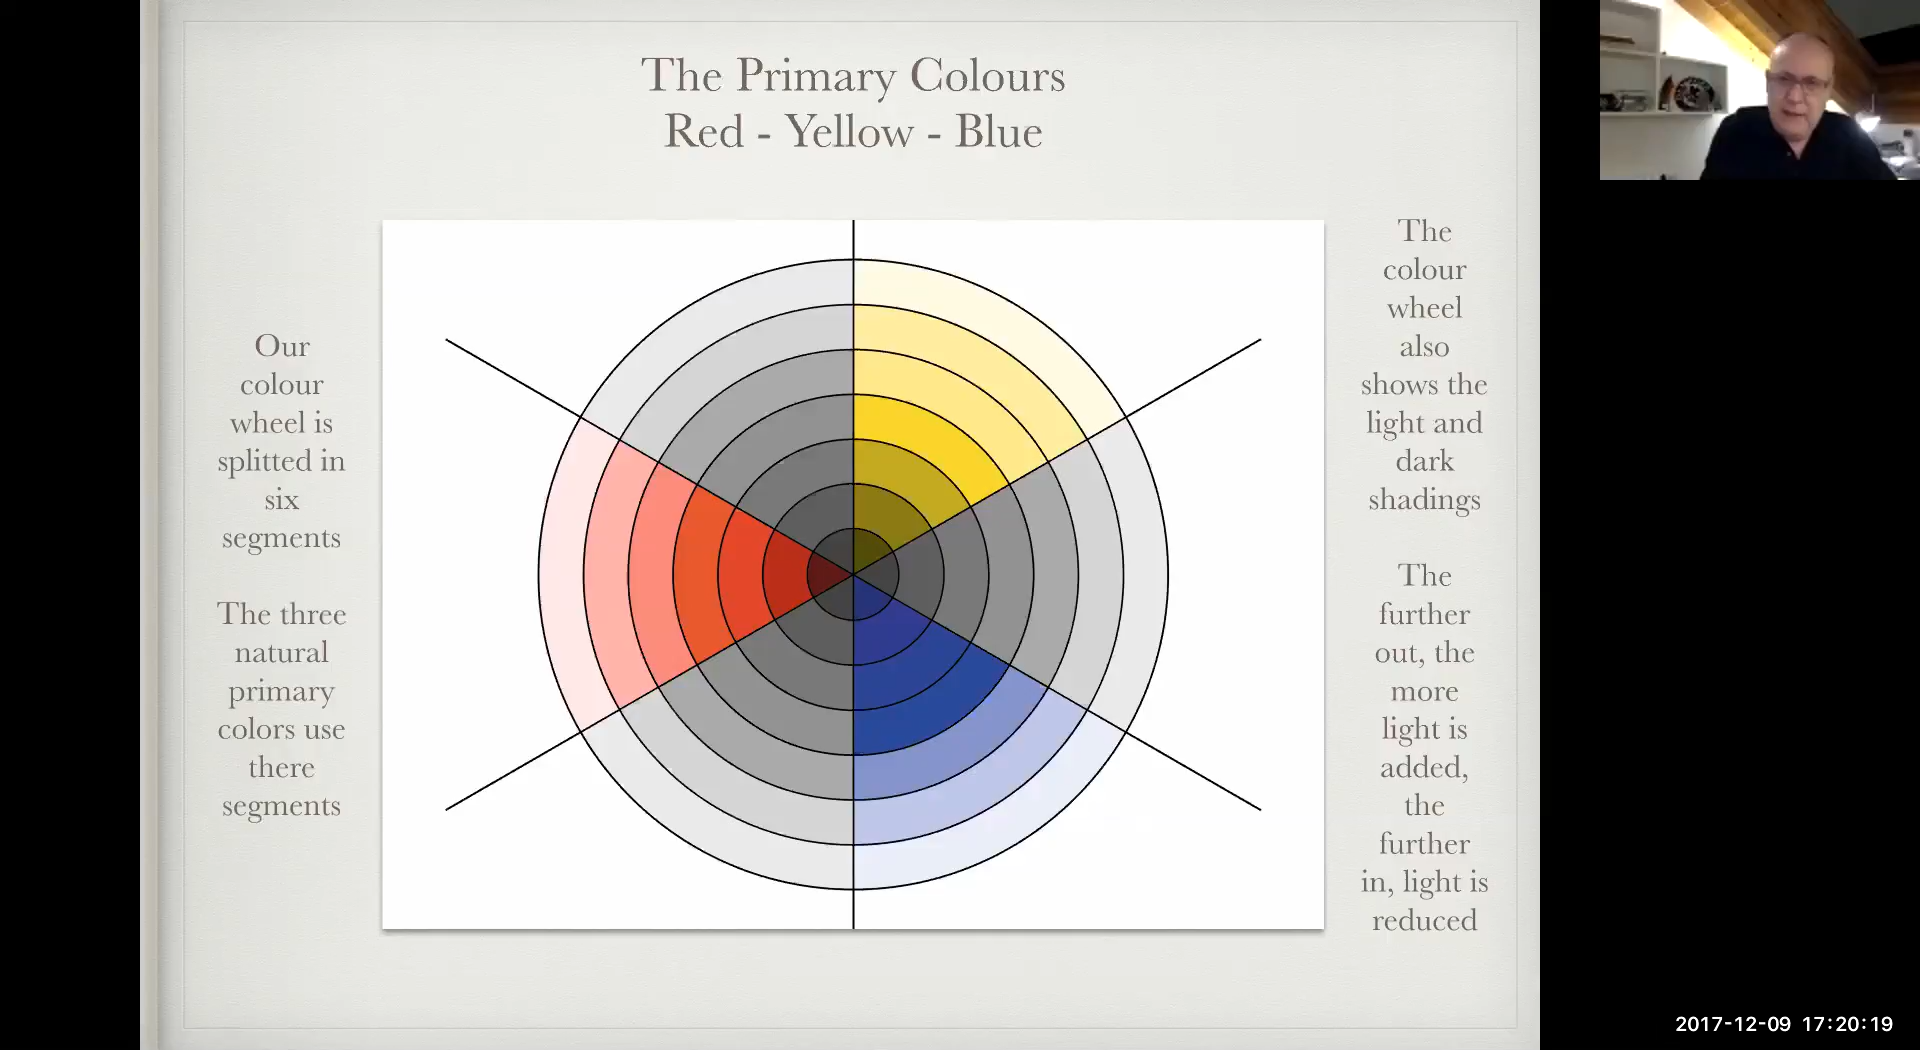 The Primary Colours
Red - Yellow - Blue
Our
colour
wheel is
splitted in
six
segments
The three
natural
primary
colors use
there
segments
The
colour
wheel
also
shows the
light and
dark
shadings
The
further
out, the
more
light is
added,
the
further
in, light is
reduced
2017-12-09 17:20:19